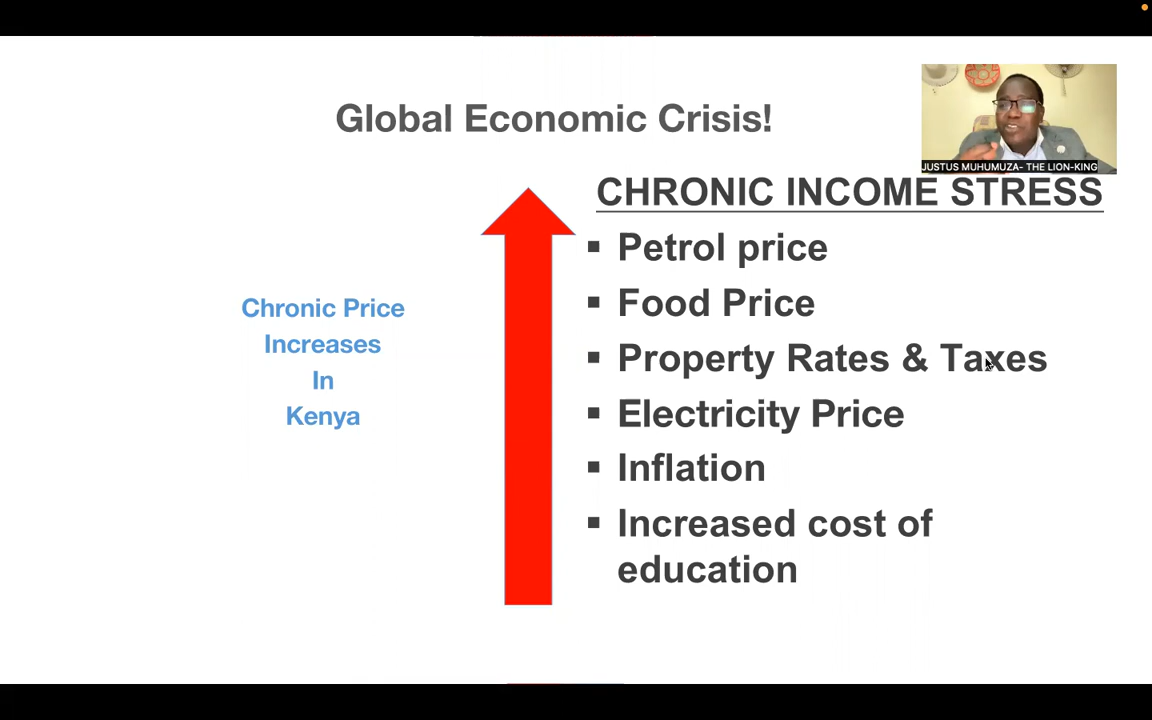 Global Economic Crisis!
JUSTUS MUHUMUZA- THE LION-KING
CHRONIC INCOME STRESS
▪ Petrol price
▪ Food Price
▪ Property Rates & Taxes
▪ Electricity Price
▪ Inflation
▪ Increased cost of
education
Chronic Price
Increases
In
Kenya